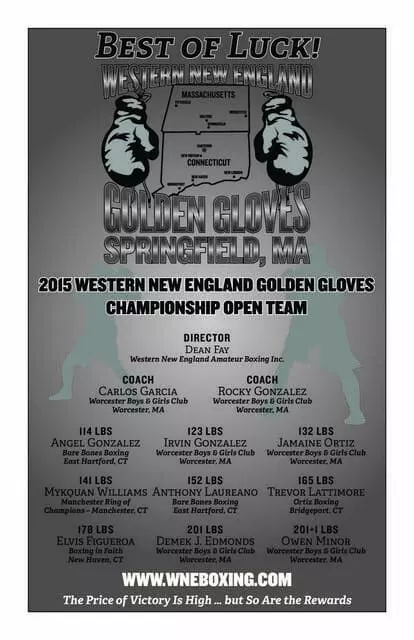 BEST OF LUCK!
WESTERN NEW ENGLAND
MASSACHUSETTS
SPRINGFIELD
HARTFORD
CONNECTICUT
NEW HAVEN
NEW LONDON
GOLDEN GLOVES
SPRINGFIELD, MA
2015 WESTERN NEW ENGLAND GOLDEN GLOVES
CHAMPIONSHIP OPEN TEAM
DIRECTOR
DEAN FAY
Western New England Amateur Boxing Inc.
COACH COACH
CARLOS GARCIA ROCKY GONZALEZ
Worcester Boys & Girls Club Worcester Boys & Girls Club
Worcester, MA Worcester, MA
114 LBS 123 LBS 132 LBS
ANGEL GONZALEZ IRVIN GONZALEZ JAMAINE ORTIZ
Bare Bones Boxing Worcester Boys & Girls Club Worcester Boys & Girls Club
East Hartford, CT Worcester, MA Worcester, MA
141 LBS 152 LBS 165 LBS
MYKQUAN WILLIAMS ANTHONY LAUREANO TREVOR LATTIMORE
Manchester Ring of Bare Bones Boxing Ortiz Boxing
Champions – Manchester, CT East Hartford, CT Bridgeport, CT
178 LBS 201 LBS 201+1 LBS
ELVIS FIGUEROA DEMEK J. EDMONDS OWEN MINOR
Boxing in Faith Worcester Boys & Girls Club Worcester Boys & Girls Club
New Haven, CT Worcester, MA Worcester, MA
WWW.WNEBOXING.COM
The Price of Victory Is High ... but So Are the Rewards